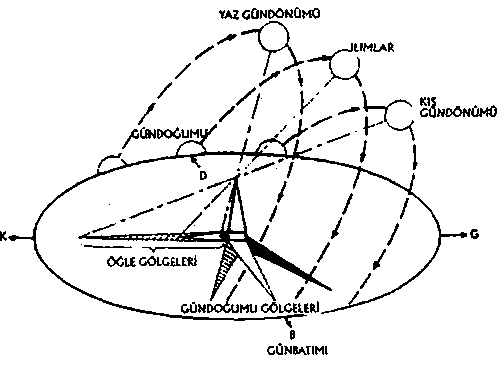 YAZ GÜNDÖNÜMÜ
ILIMLAR
KIŞ
GÜNDÖNÜMÜ
GÜNDOĞUMU
D
K
G
ÖĞLE GÖLGELERİ
GÜNDOĞUMU GÖLGELERİ
B
GÜNBATIMI